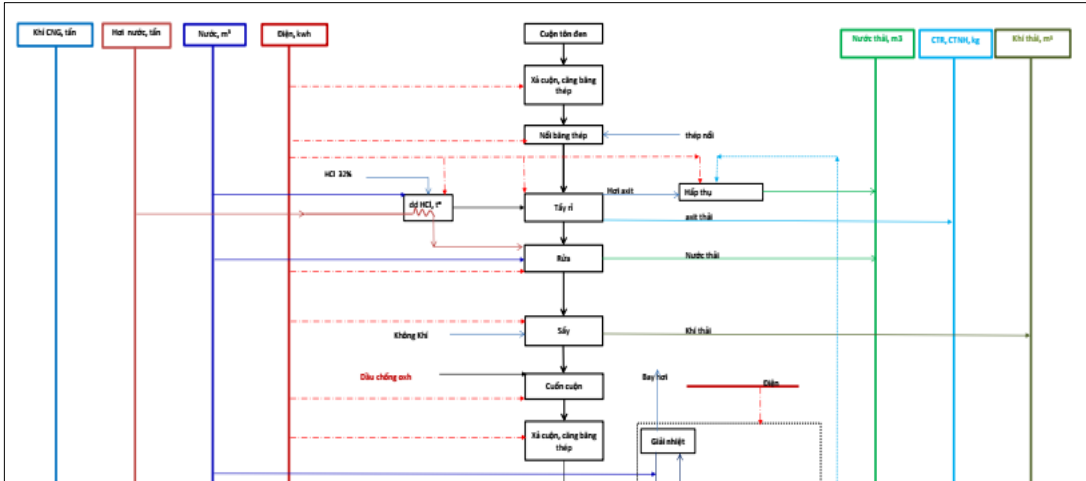 Khí CNG, tấn
Hơi nước, tấn
Nước, m³
Điện, kwh
Cuộn tôn đen
Nước thải, m3
CTR, CTNH, kg
Khí thải, m³
Xả cuộn, căng băng
thép
Nối băng thép
thép nối
HCl 32%
dd HCl, t°
Tẩy rỉ
Hơi axit
Hấp thụ
axit thải
Rửa
Nước thải
Không Khí
Sấy
Khí thải
Dầu chống oxh
Cuốn cuộn
Bay hơi
Điện
Xả cuộn, căng băng
thép
Giải nhiệt